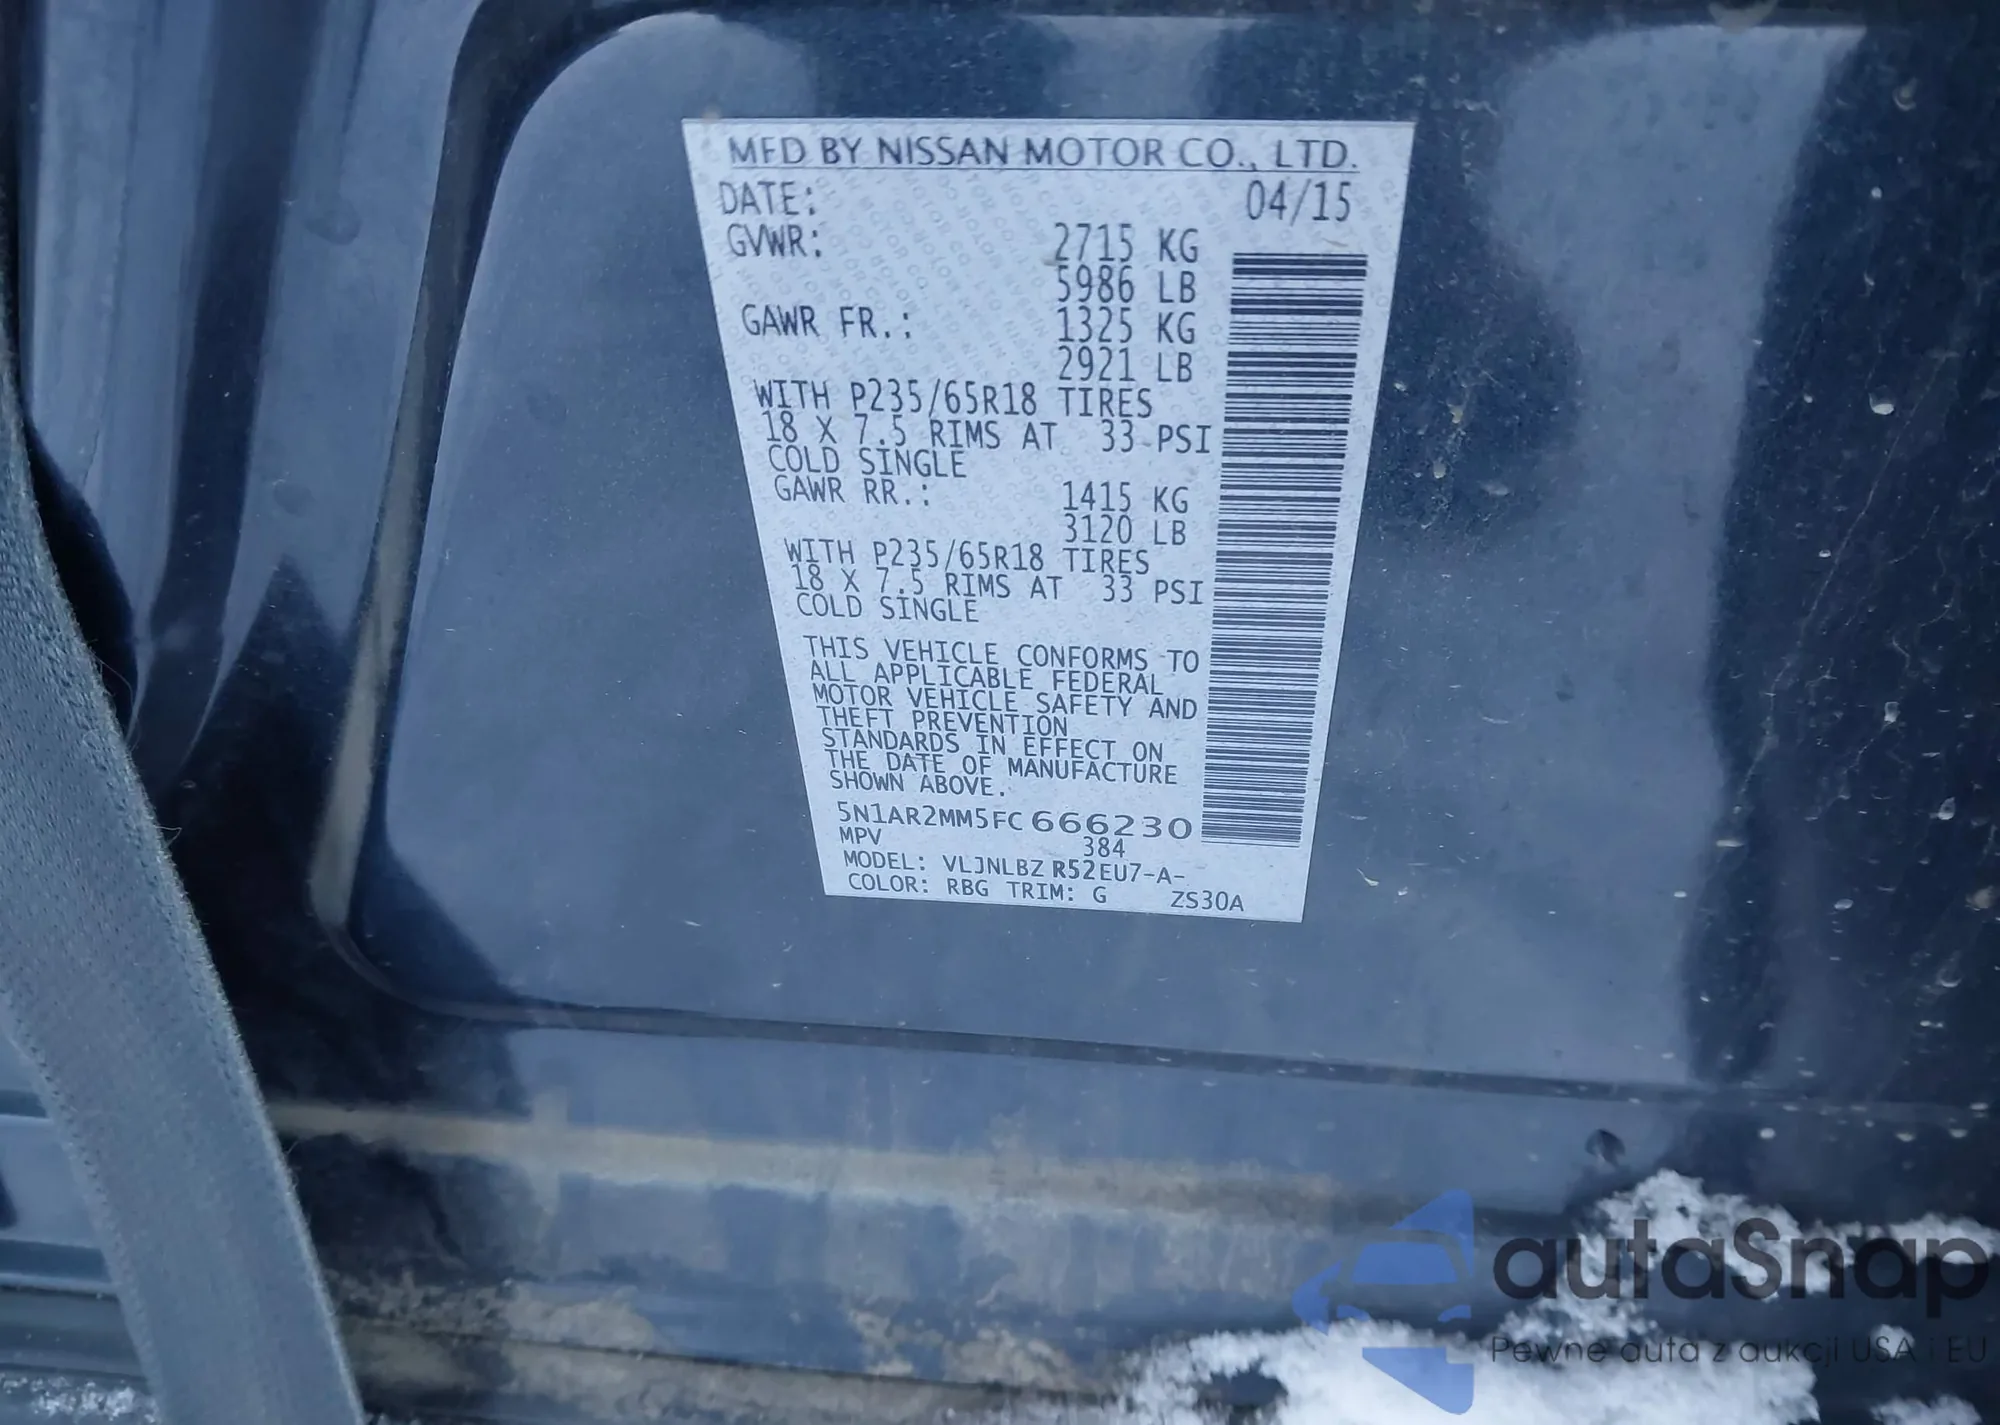 MFD BY NISSAN MOTOR CO., LTD.
DATE: 04/15
GVWR: 2715 KG
5986 LB
GAWR FR.: 1325 KG
2921 LB
WITH P235/65R18 TIRES
18 X 7.5 RIMS AT 33 PSI
COLD SINGLE
GAWR RR.: 1415 KG
3120 LB
WITH P235/65R18 TIRES
18 X 7.5 RIMS AT 33 PSI
COLD SINGLE
THIS VEHICLE CONFORMS TO
ALL APPLICABLE FEDERAL
MOTOR VEHICLE SAFETY AND
THEFT PREVENTION
STANDARDS IN EFFECT ON
THE DATE OF MANUFACTURE
SHOWN ABOVE.
5N1AR2MM5FC666230
MPV 384
MODEL: VLJNLBZ R52EU7-A-
COLOR: RBG TRIM: G ZS30A
autaSnap
Pewne auta z aukcji USA i EU